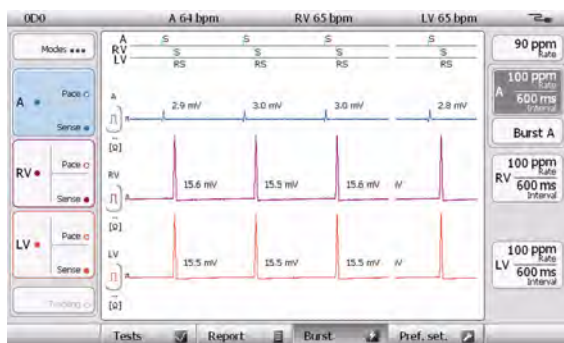 0D0 A 64 bpm RV 65 bpm LV 65 bpm
Modes
A S S S S
RV S S S S
LV RS RS RS RS
90 ppm
Rate
A Pace
Sense
A
2.9 mV 3.0 mV 3.0 mV 2.8 mV
A 100 ppm
Rate
600 ms
Interval
Burst A
[Ω]
RV Pace
Sense
RV
15.6 mV 15.5 mV 15.6 mV
RV 100 ppm
Rate
600 ms
Interval
[Ω]
LV Pace
Sense
LV
15.5 mV 15.5 mV 15.5 mV
LV 100 ppm
Rate
600 ms
Interval
Tracking
[Ω]
Tests Report Burst Pref. set.